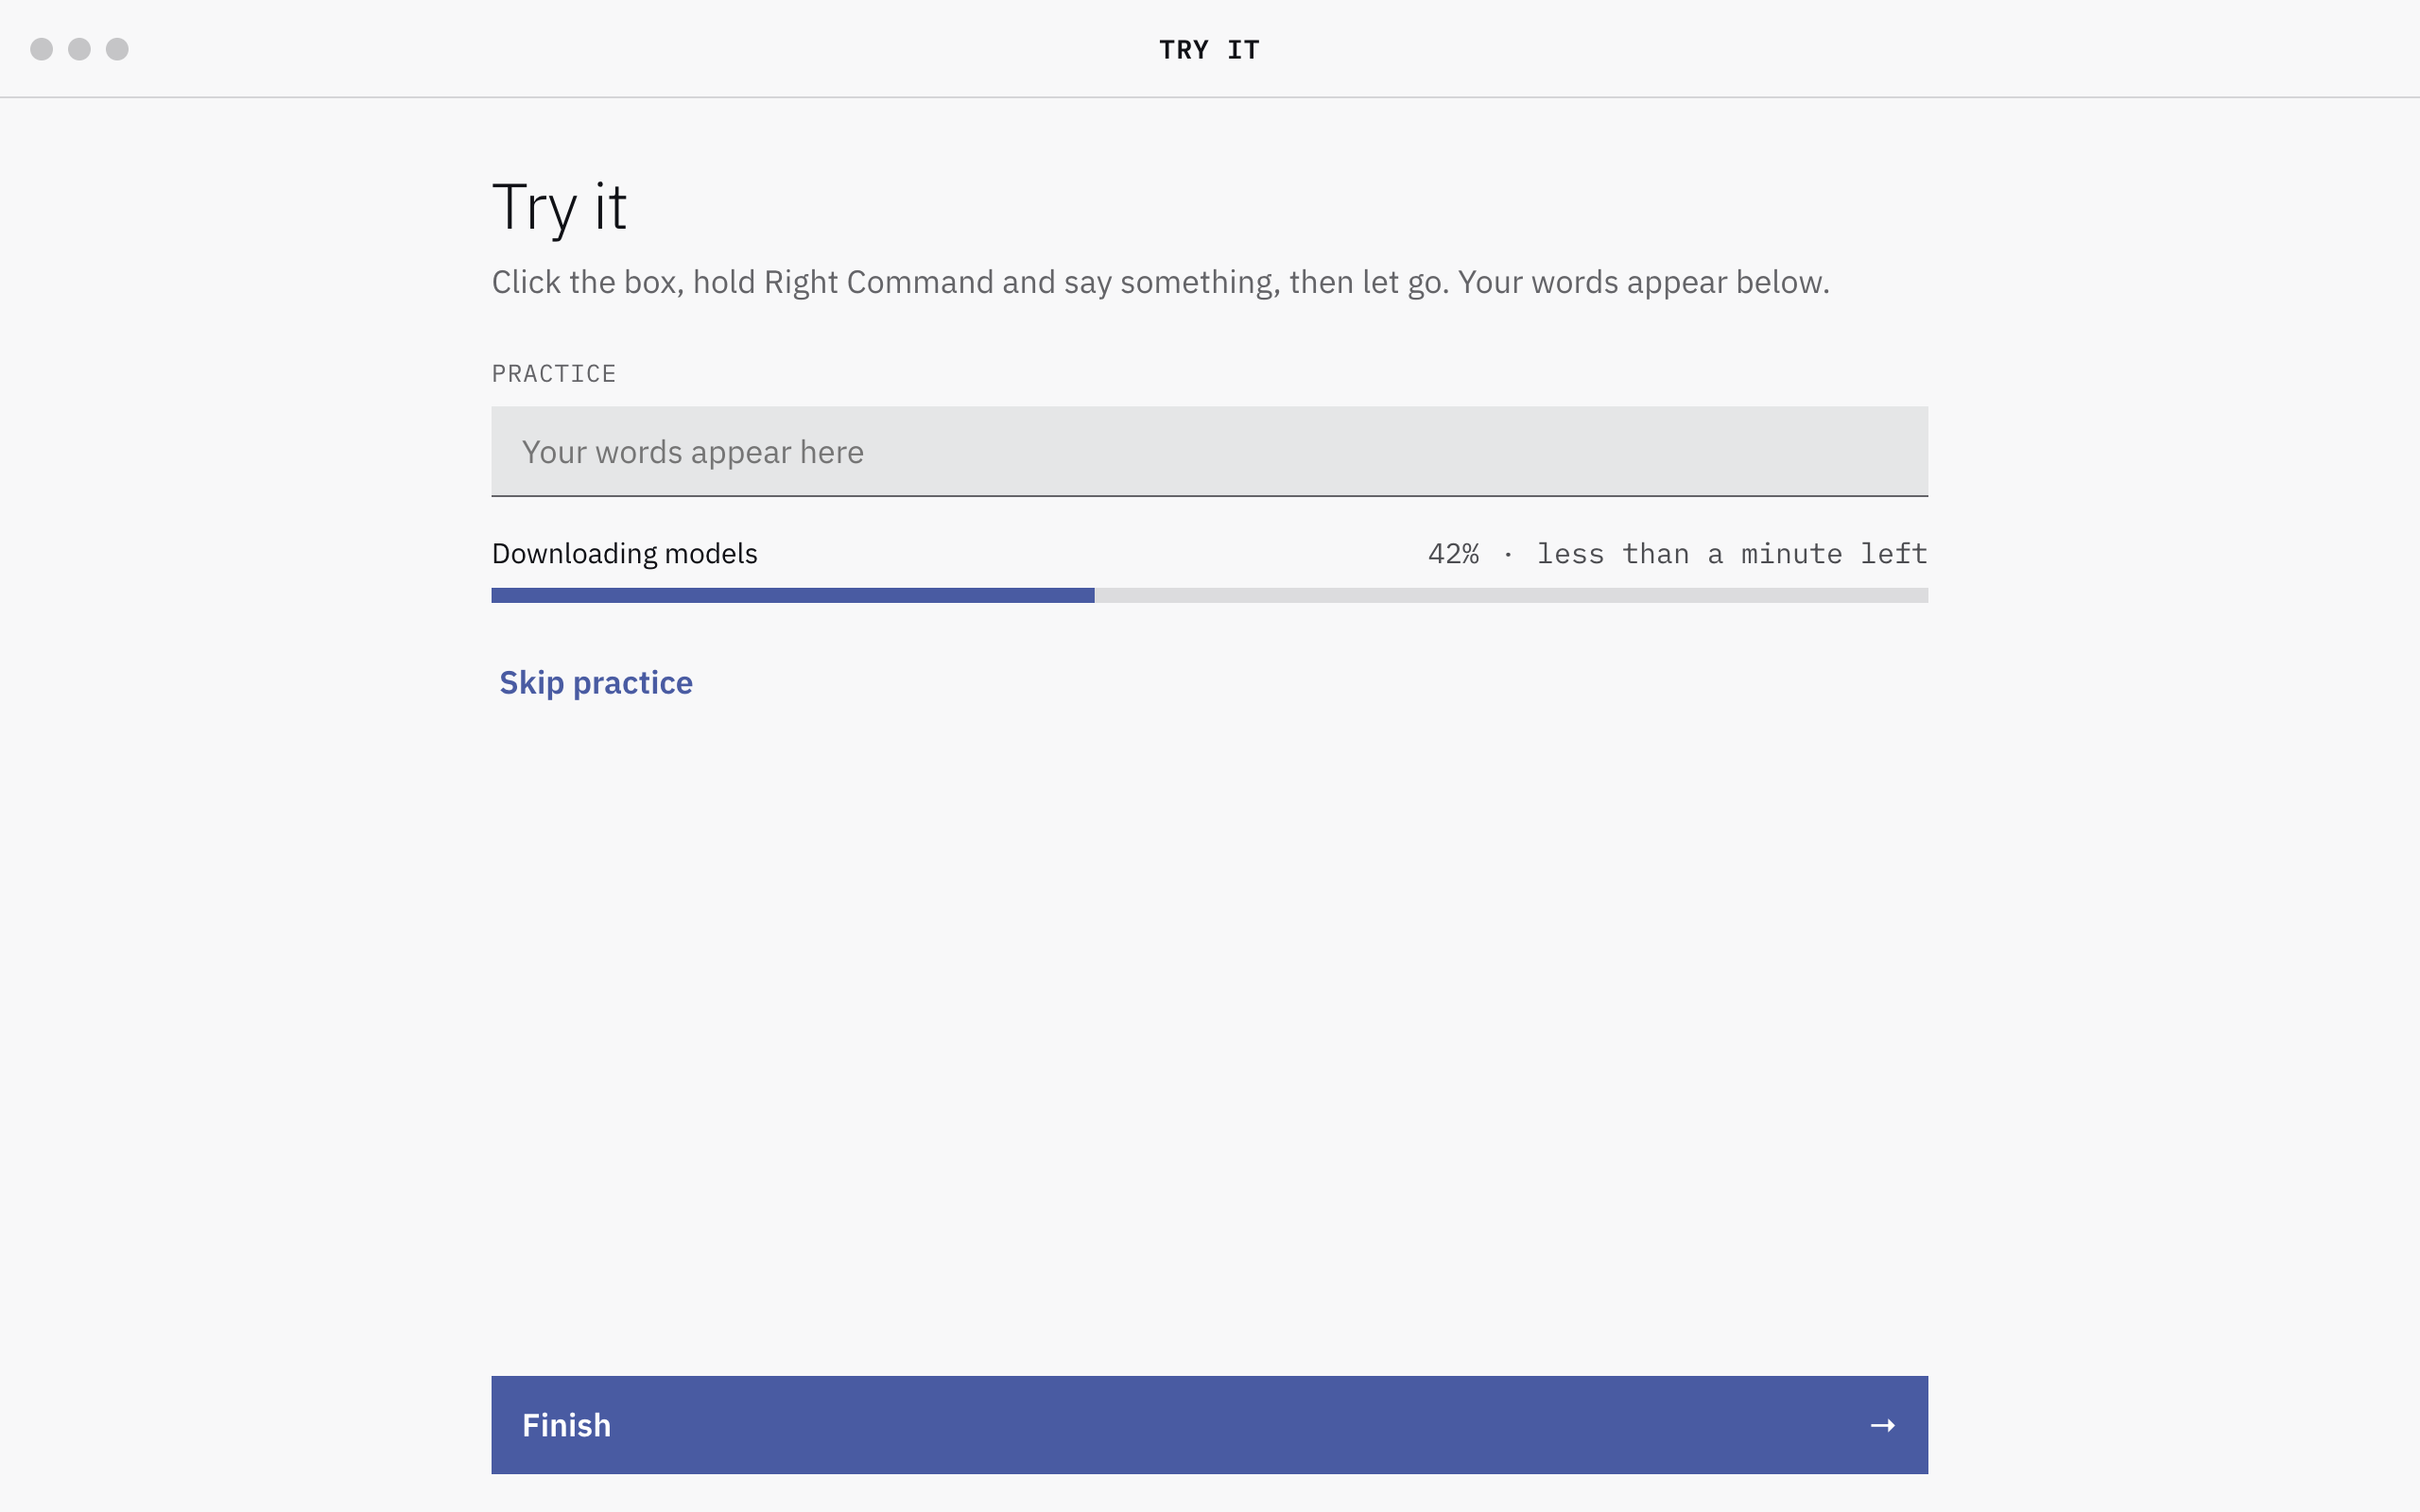 TRY IT
Try it
Click the box, hold Right Command and say something, then let go. Your words appear below.
PRACTICE
Your words appear here
Downloading models 42% · less than a minute left
Skip practice
Finish →